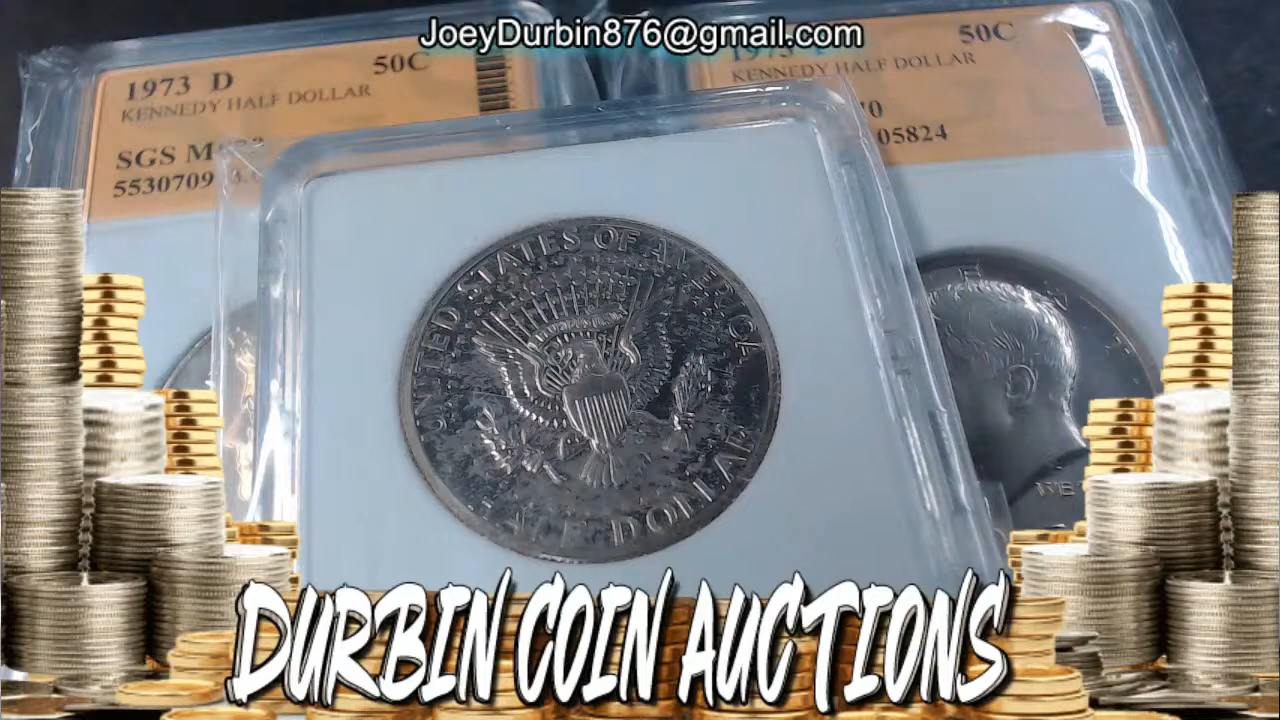 JoeyDurbin876@gmail.com
1973 D
50C
KENNEDY HALF DOLLAR
SGS
50C
KENNEDY HALF DOLLAR
05824
UNITED STATES OF AMERICA
HALF DOLLAR
DURBIN COIN AUCTIONS